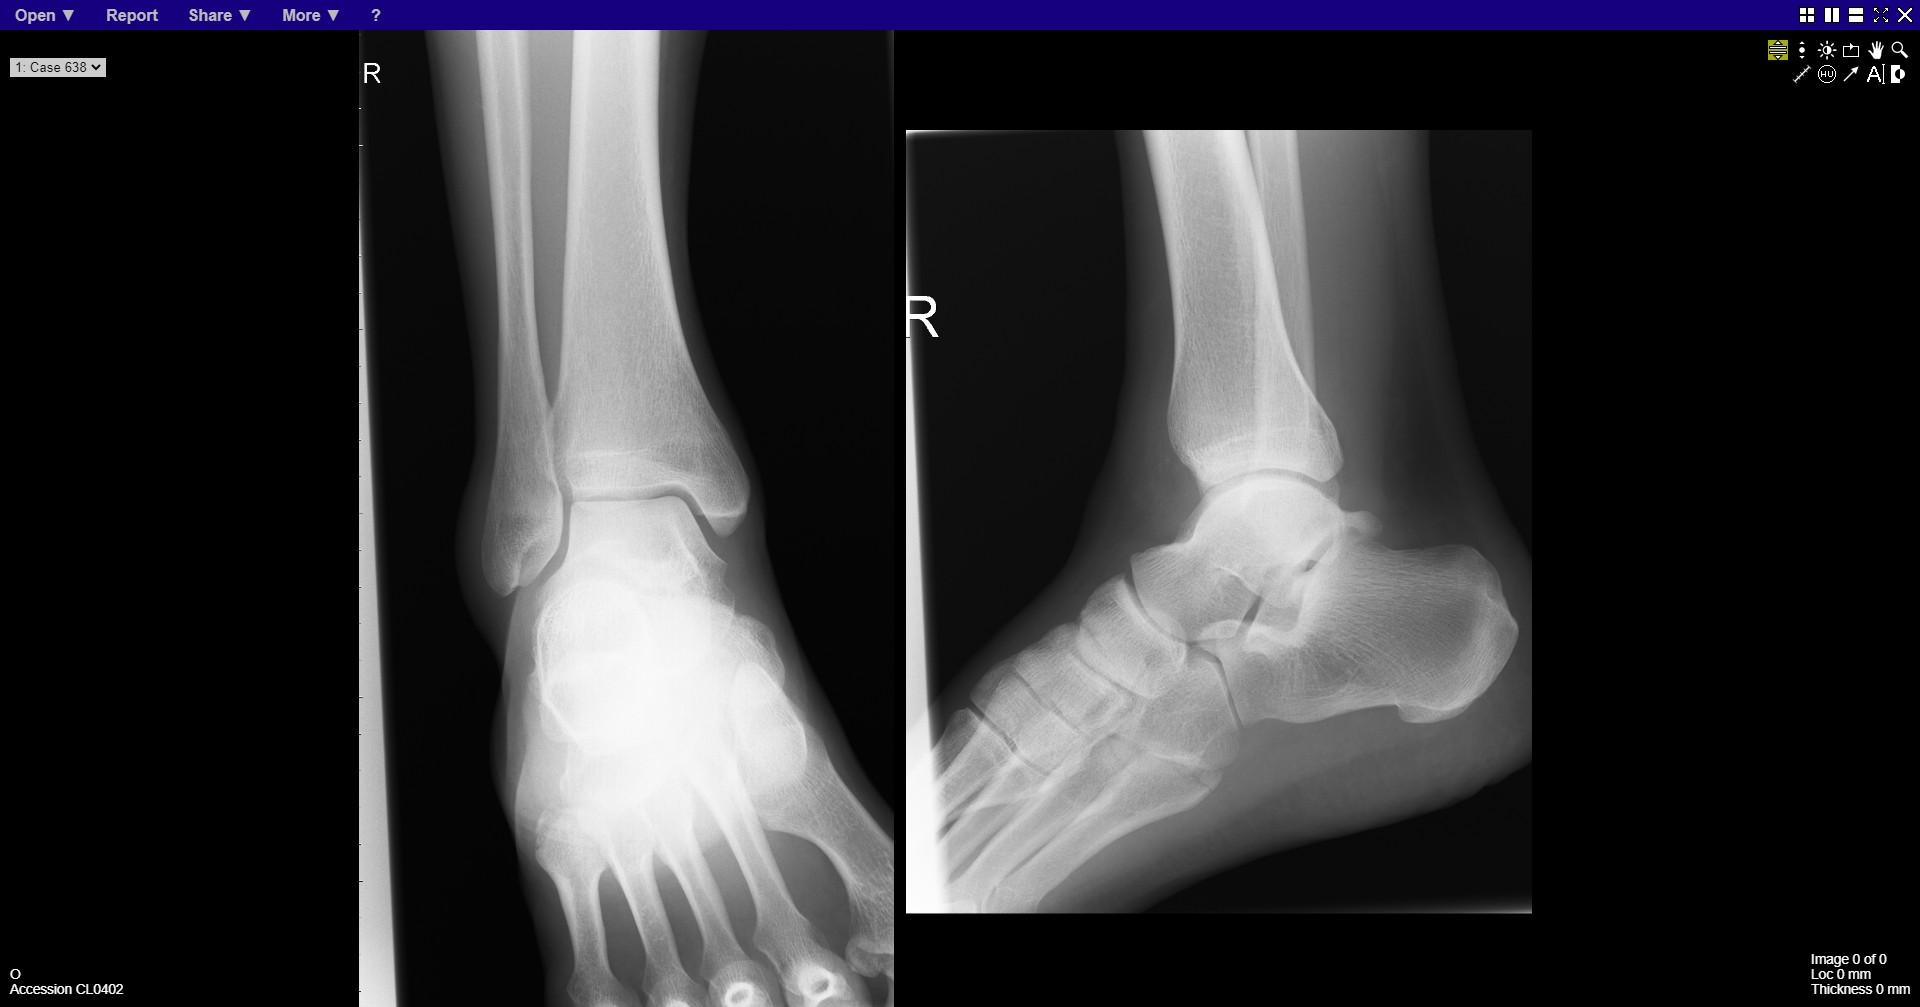 Open ▼ Report Share ▼ More ▼ ?
1: Case 638
R
R
HU
A
O
Accession CL0402
Image 0 of 0
Loc 0 mm
Thickness 0 mm